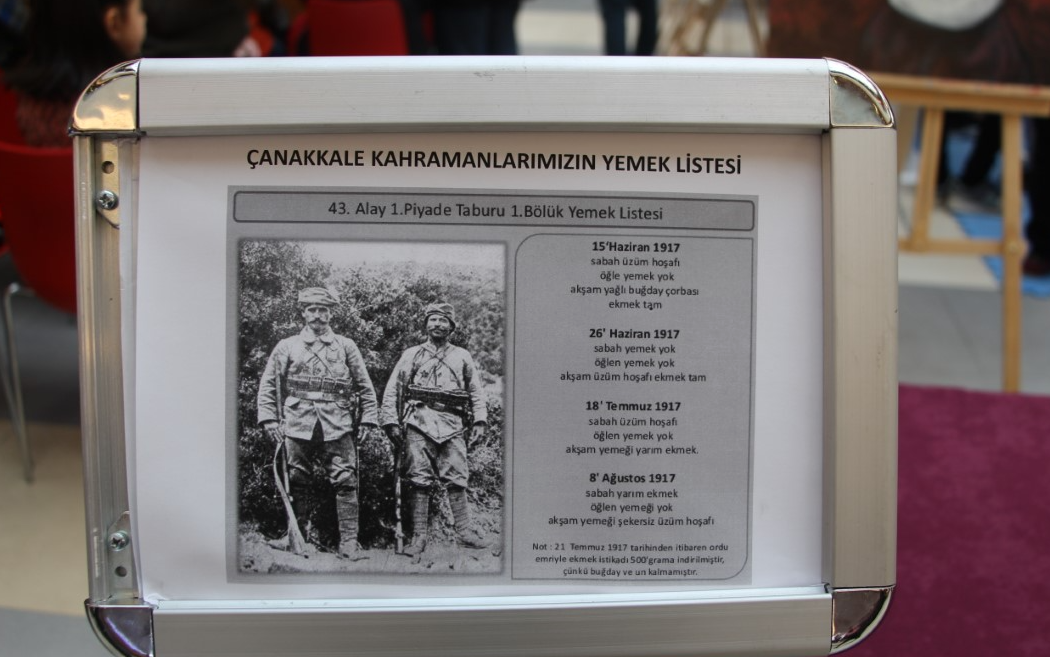 ÇANAKKALE KAHRAMANLARIMIZIN YEMEK LİSTESİ
43. Alay 1.Piyade Taburu 1.Bölük Yemek Listesi
15'Haziran 1917
sabah üzüm hoşafı
öğle yemek yok
akşam yağlı buğday çorbası
ekmek tam
26' Haziran 1917
sabah yemek yok
öğlen yemek yok
akşam üzüm hoşafı ekmek tam
18' Temmuz 1917
sabah üzüm hoşafı
öğlen yemek yok
akşam yemeği yarım ekmek.
8' Ağustos 1917
sabah yarım ekmek
öğlen yemeği yok
akşam yemeği şekersiz üzüm hoşafı
Not : 21 Temmuz 1917 tarihinden itibaren ordu
emriyle ekmek istikadı 500'grama indirilmiştir,
çünkü buğday ve un kalmamıştır.